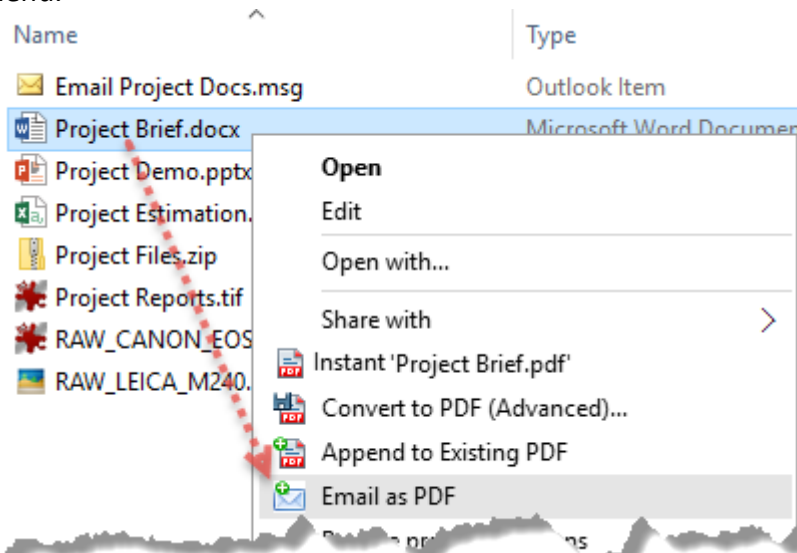 Name Type
Email Project Docs.msg Outlook Item
Project Brief.docx Microsoft Word
Project Demo.pptx
Project Estimation.
Project Files.zip
Project Reports.tif
RAW_CANON_EOS
RAW_LEICA_M240.
Open
Edit
Open with...
Share with
Instant 'Project Brief.pdf'
Convert to PDF (Advanced)...
Append to Existing PDF
Email as PDF